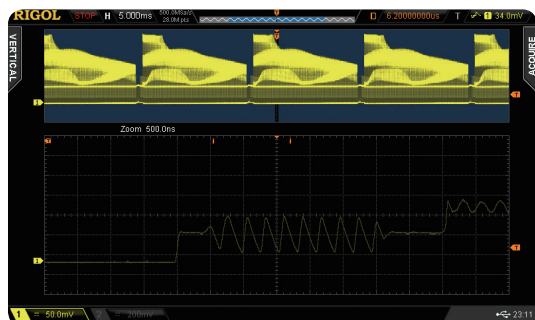 RIGOL STOP H 5.000ms 500.0MSa/s 28.0M pts D 6.20000000us T 1 34.0mV
VERTICAL
ACQUIRE
Zoom 500.0ns
1 = 50.0mV 2 = 200mV 23:11